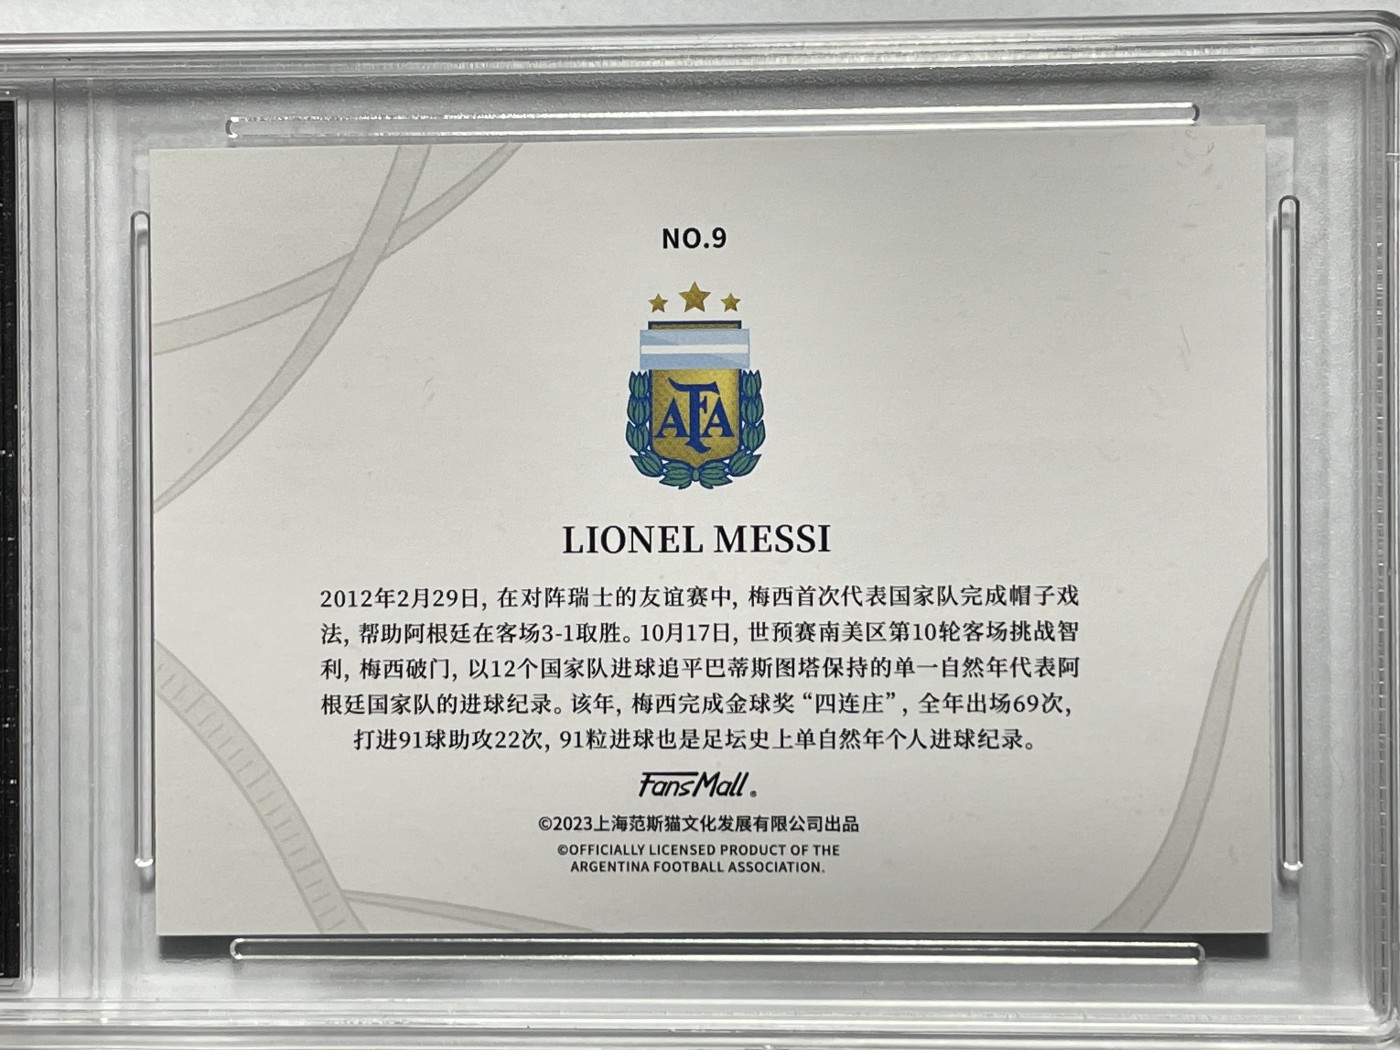 NO.9
AFA
LIONEL MESSI
2012年2月29日, 在对阵瑞士的友谊赛中, 梅西首次代表国家队完成帽子戏
法, 帮助阿根廷在客场3-1取胜。10月17日, 世预赛南美区第10轮客场挑战智
利, 梅西破门, 以12个国家队进球追平巴蒂斯图塔保持的单一自然年代表阿
根廷国家队的进球纪录。该年, 梅西完成金球奖“四连庄”, 全年出场69次,
打进91球助攻22次, 91粒进球也是足坛史上单自然年个人进球纪录。
FansMall®
©2023上海范斯猫文化发展有限公司出品
©OFFICIALLY LICENSED PRODUCT OF THE
ARGENTINA FOOTBALL ASSOCIATION.